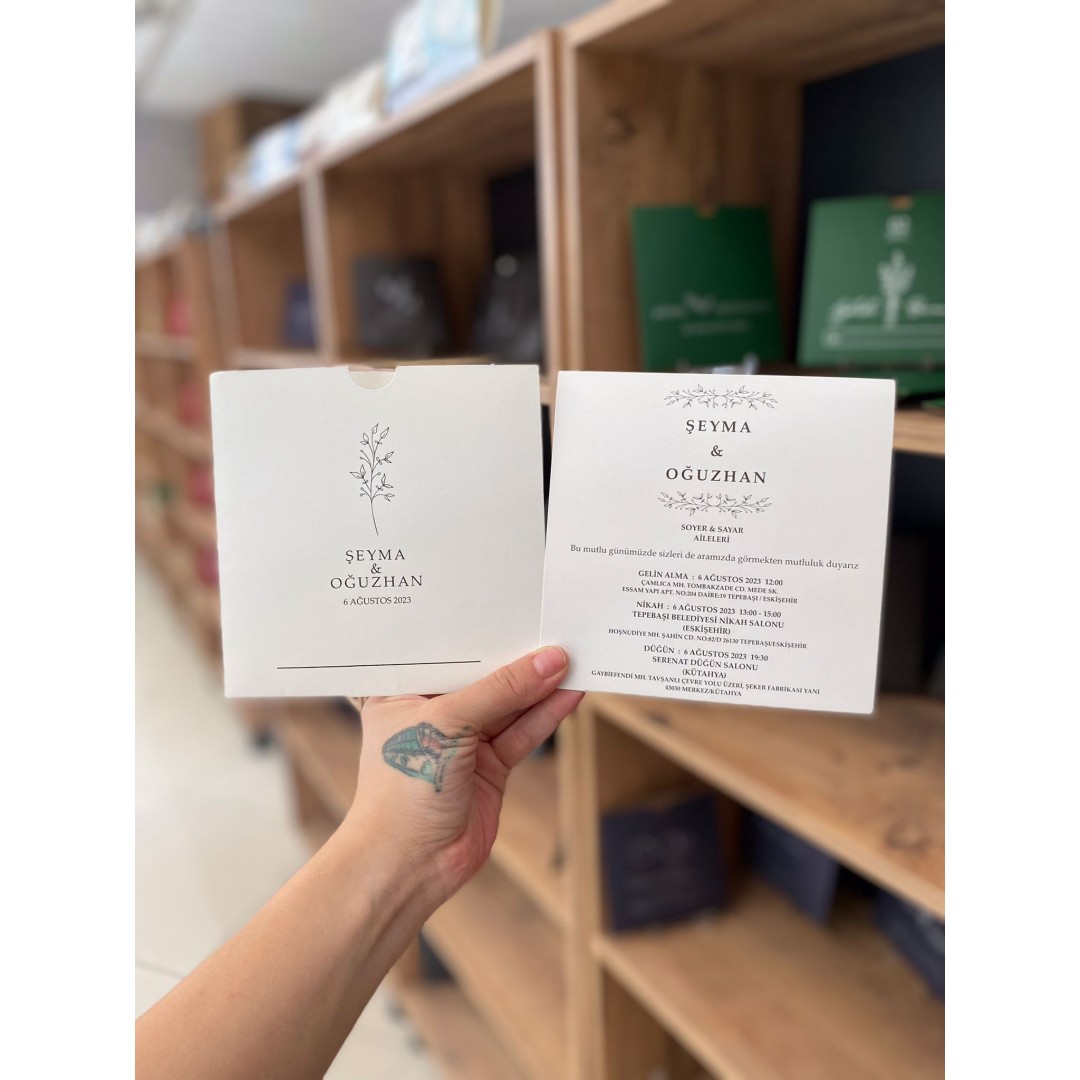 ŞEYMA
&
OĞUZHAN
6 AĞUSTOS 2023
ŞEYMA
&
OĞUZHAN
SOYER & SAYAR
AİLELERİ
Bu mutlu günümüzde sizleri de aramızda görmekten mutluluk duyarız
GELİN ALMA : 6 AĞUSTOS 2023 12:00
ÇAMLICA MH. TOMBAKZADE CD. MEDE SK.
ESSAM YAPI APT. NO:204 DAİRE:19 TEPEBAŞI / ESKİŞEHİR
NİKAH : 6 AĞUSTOS 2023 13:00 - 15:00
TEPEBAŞI BELEDİYESİ NİKAH SALONU
(ESKİŞEHİR)
HOŞNUDİYE MH. ŞAHİN CD. NO:82/D 26130 TEPEBAŞI/ESKİŞEHİR
DÜĞÜN : 6 AĞUSTOS 2023 19:30
SERENAT DÜĞÜN SALONU
(KÜTAHYA)
GAYBİEFENDİ MH. TAVŞANLI ÇEVRE YOLU ÜZERİ, ŞEKER FABRİKASI YANI
43030 MERKEZ/KÜTAHYA